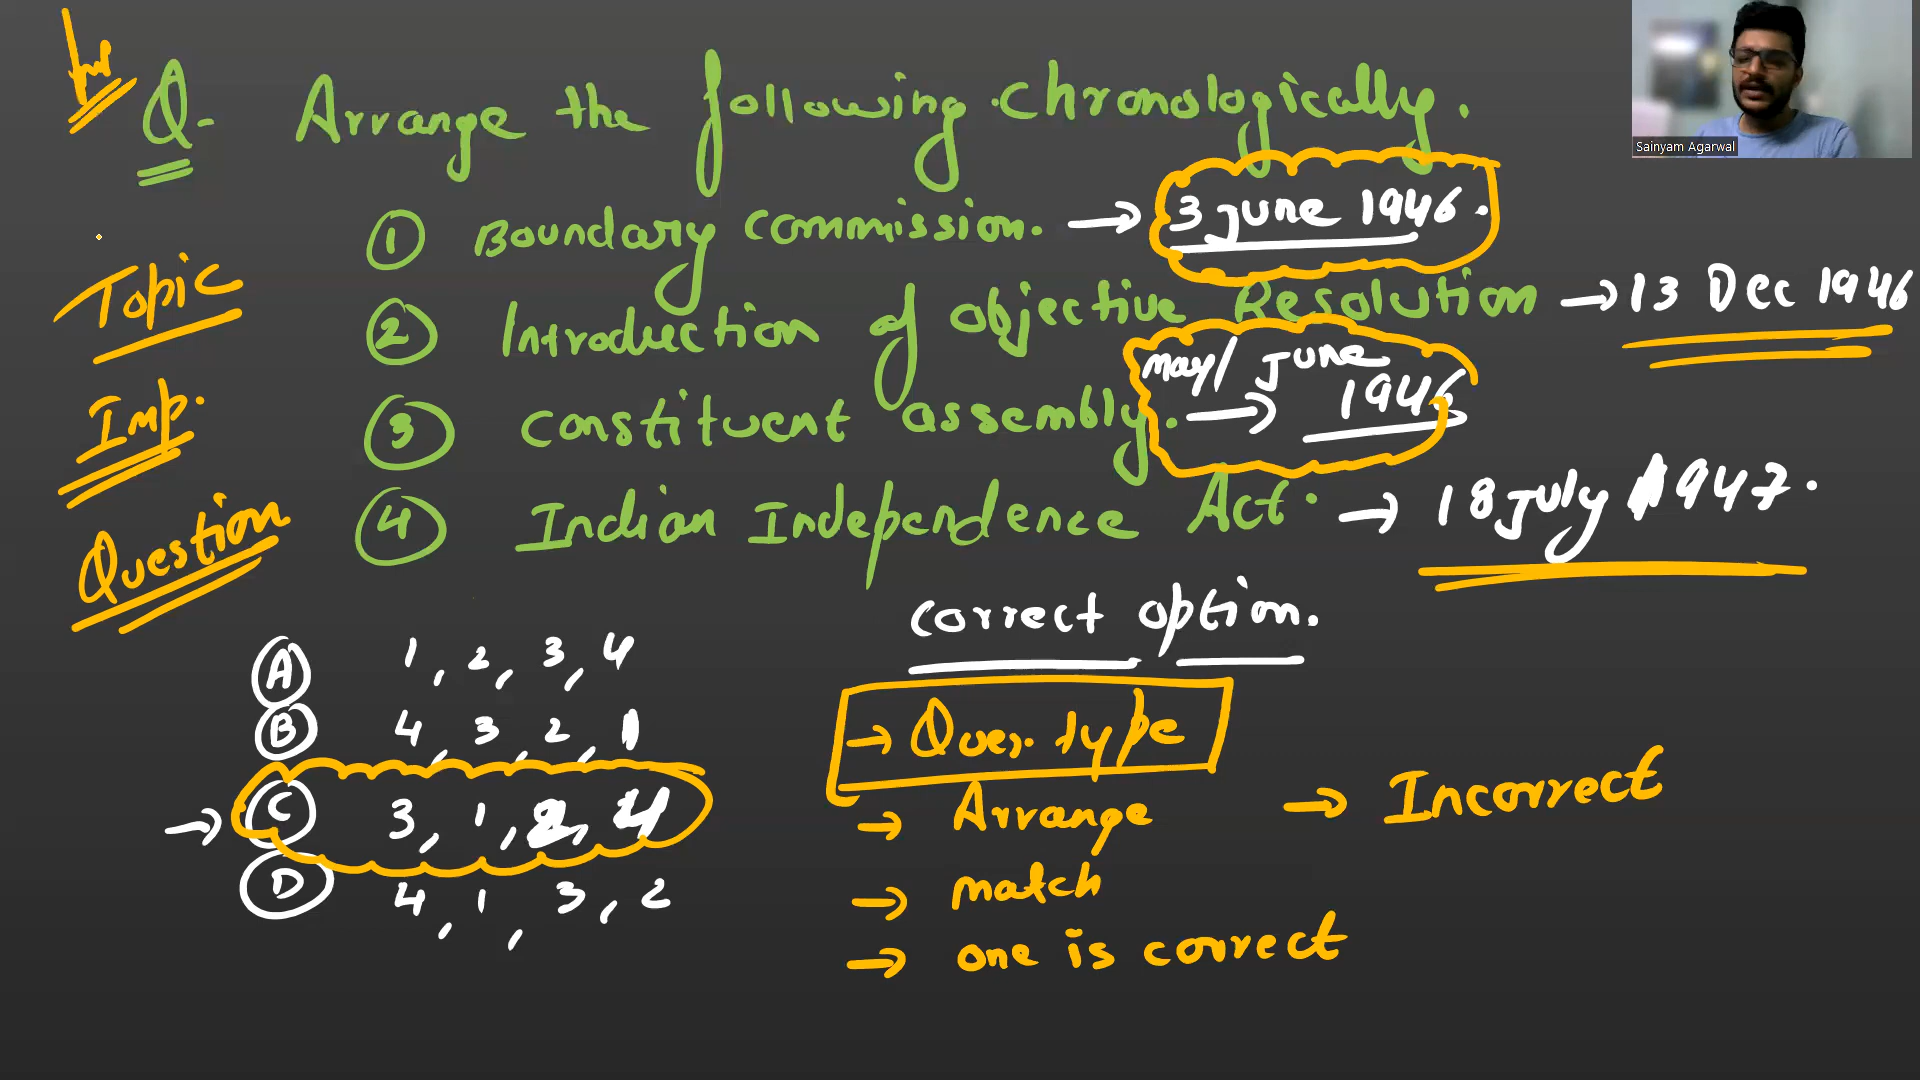 Imp
Q. Arrange the following chronologically.
Sainyam Agarwal
① Boundary commission. → 3 june 1946.
② Introduction of objective Resolution → 13 Dec 1946
③ constituent assembly. → may/ june 1946
④ Indian Independence Act. → 18 july 1947.
Topic
Imp.
Question
correct option.
Ⓐ 1, 2, 3, 4
Ⓑ 4, 3, 2, 1
→ Ⓒ 3, 1, 2, 4
Ⓓ 4, 1, 3, 2
→ Ques. type
→ Arrange → Incorrect
→ match
→ one is correct